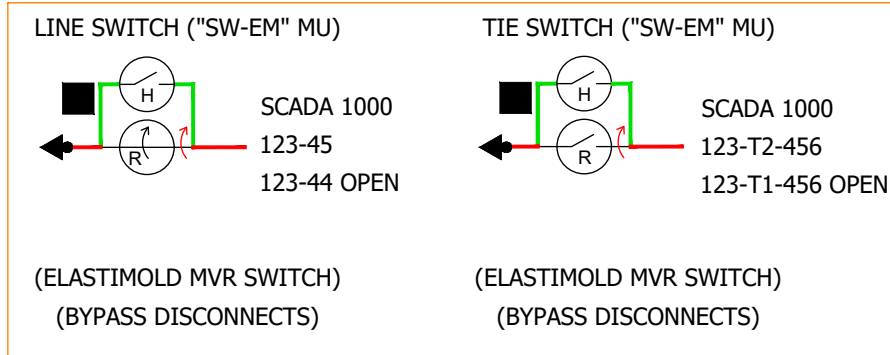 LINE SWITCH ("SW-EM" MU)
H
R
SCADA 1000
123-45
123-44 OPEN
(ELASTIMOLD MVR SWITCH)
(BYPASS DISCONNECTS)
TIE SWITCH ("SW-EM" MU)
H
R
SCADA 1000
123-T2-456
123-T1-456 OPEN
(ELASTIMOLD MVR SWITCH)
(BYPASS DISCONNECTS)